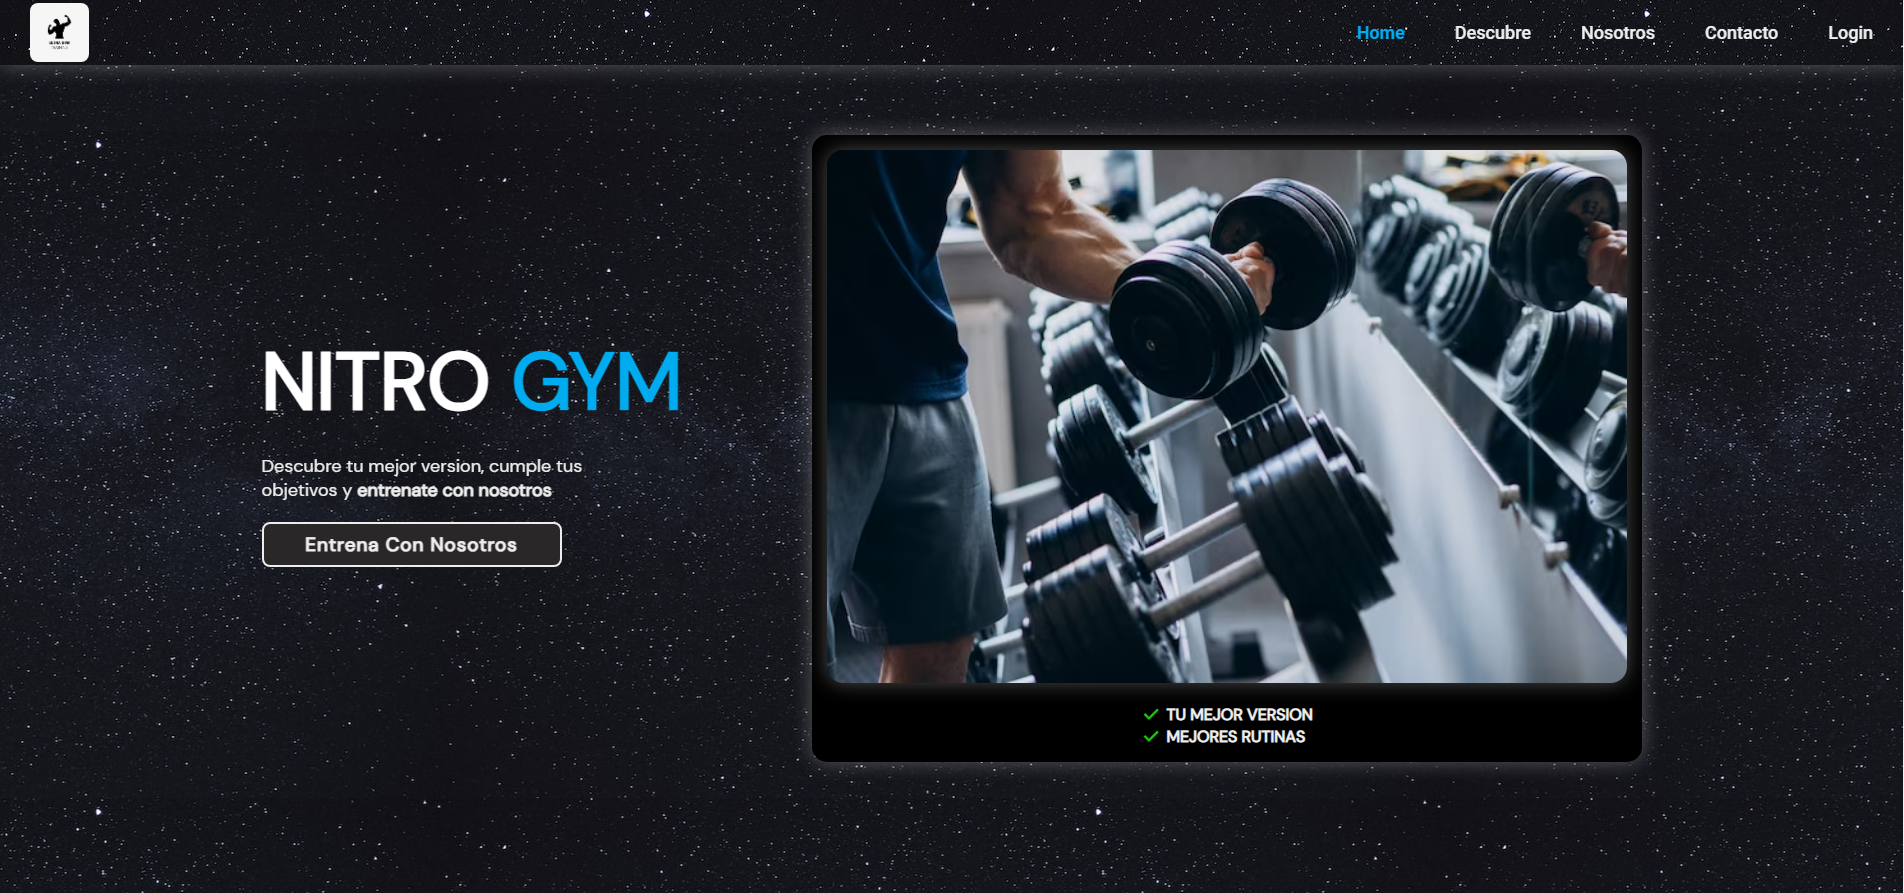 Home Descubre Nosotros Contacto Login
NITRO GYM
Descubre tu mejor version, cumple tus
objetivos y entrenate con nosotros
Entrena Con Nosotros
TU MEJOR VERSION
MEJORES RUTINAS